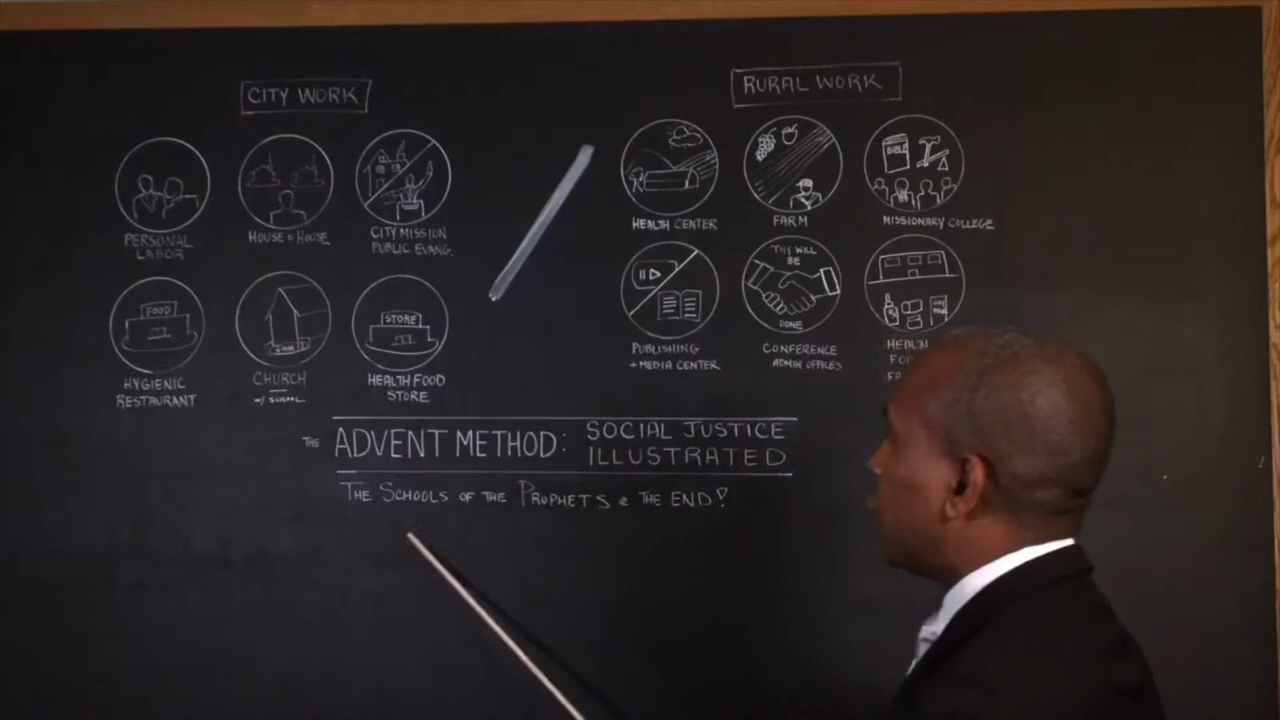 CITY WORK
PERSONAL
LABOR
HOUSE 2 HOUSE
CITY MISSION
PUBLIC EVANG.
FOOD
HYGIENIC
RESTAURANT
CHURCH
W/ SCHOOL
STORE
HEALTH FOOD
STORE
RURAL WORK
HEALTH CENTER
FARM
BIBLE
MISSIONARY COLLEGE
PUBLISHING
+ MEDIA CENTER
THY WILL
BE
DONE
CONFERENCE
ADMIN OFFICES
HEALTH
THE ADVENT METHOD: SOCIAL JUSTICE
ILLUSTRATED
THE SCHOOLS OF THE PROPHETS & THE END!